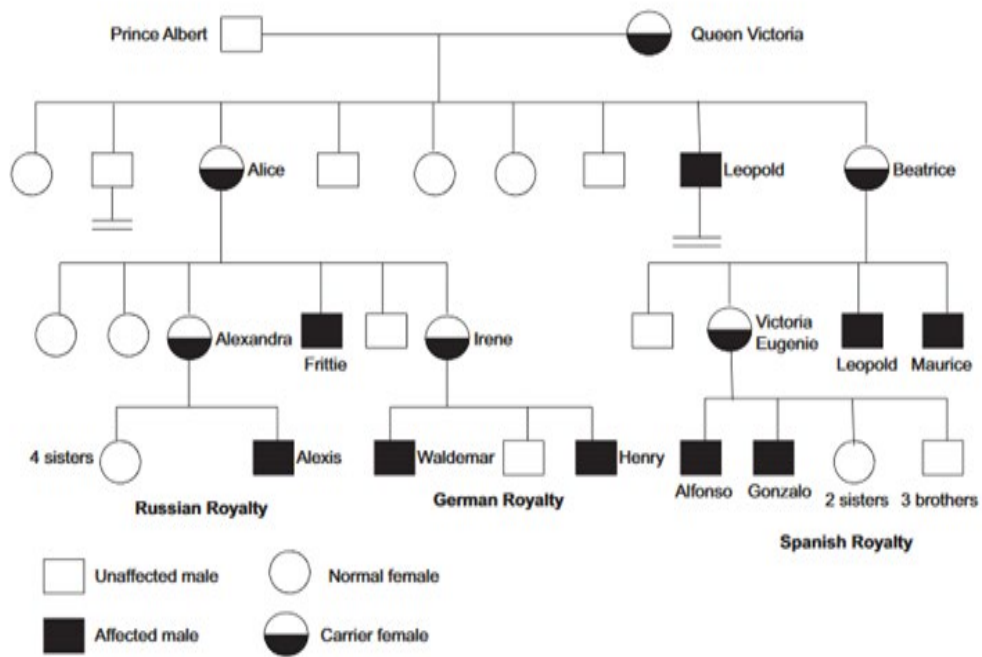 Prince Albert
Queen Victoria
Alice
Leopold
Beatrice
Alexandra
Frittie
Irene
Victoria
Eugenie
Leopold
Maurice
4 sisters
Alexis
Waldemar
Henry
Alfonso
Gonzalo
2 sisters
3 brothers
Russian Royalty
German Royalty
Spanish Royalty
Unaffected male
Normal female
Affected male
Carrier female